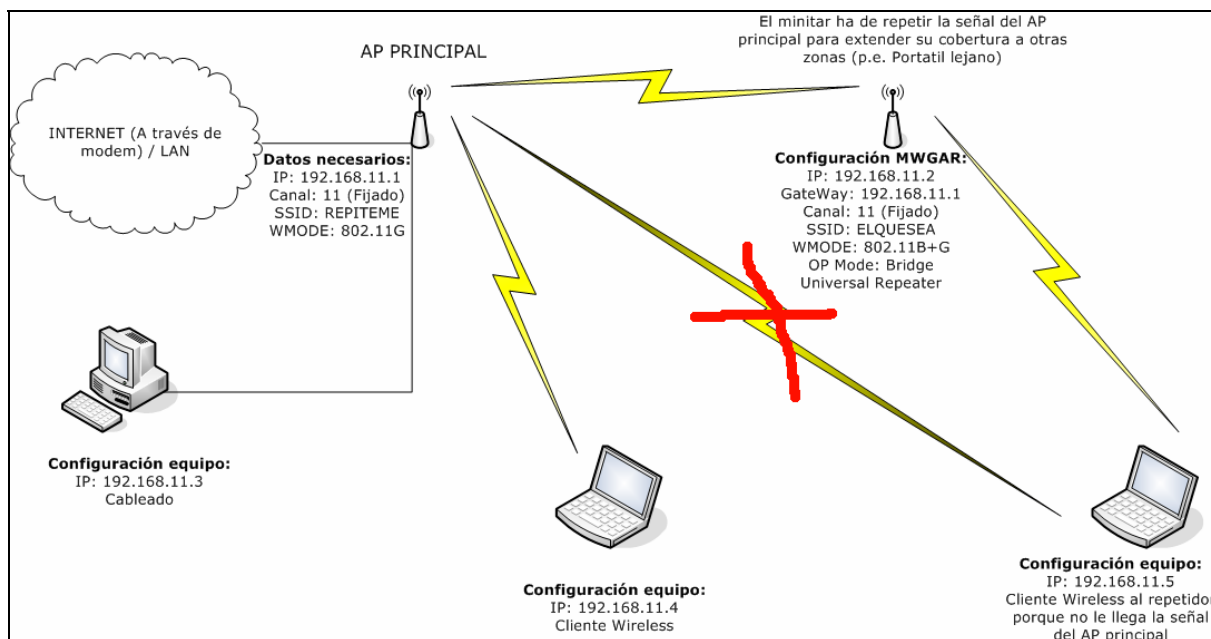 El minitar ha de repetir la señal del AP
principal para extender su cobertura a otras
zonas (p.e. Portatil lejano)
AP PRINCIPAL
INTERNET (A través de
modem) / LAN
Datos necesarios:
IP: 192.168.11.1
Canal: 11 (Fijado)
SSID: REPITEME
WMODE: 802.11G
Configuración MWGAR:
IP: 192.168.11.2
GateWay: 192.168.11.1
Canal: 11 (Fijado)
SSID: ELQUESEA
WMODE: 802.11B+G
OP Mode: Bridge
Universal Repeater
Configuración equipo:
IP: 192.168.11.3
Cableado
Configuración equipo:
IP: 192.168.11.4
Cliente Wireless
Configuración equipo:
IP: 192.168.11.5
Cliente Wireless al repetidor
porque no le llega la señal
del AP principal